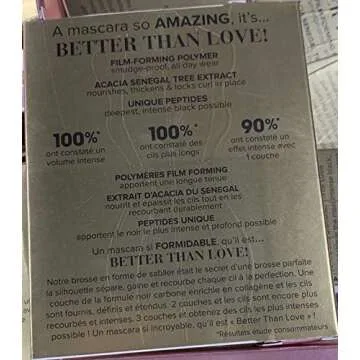 A mascara so AMAZING, it's...
BETTER THAN LOVE!
FILM-FORMING POLYMER
smudge-proof, all day wear
ACACIA SENEGAL TREE EXTRACT
nourishes, thickens & locks curl in place
UNIQUE PEPTIDES
deepest, intense black possible
100%* 100%* 90%*
ont constaté un ont constaté des ont constaté un
volume intense cils plus longs effet intense avec
1 couche
POLYMÈRES FILM FORMING
apportent une longue tenue
EXTRAIT D'ACACIA DU SENEGAL
nourrit et épaissit les cils tout en les
recourbant durablement
PEPTIDES UNIQUE
apportent le noir le plus intense et profond possible
Un mascara si FORMIDABLE, qu'il est...
BETTER THAN LOVE!
Notre brosse en forme de sablier était le secret d'une brosse parfaite
la silhouette sépare, gaine et recourbe chaque cil à la perfection. Une
couche de la formule noir carbone enrichie en collagène et les cils
sont fournis, définis et étendus. 2 couches et les cils sont encore plus
recourbés et intenses. 3 couches et obtenez des cils les plus intenses
possible ! Un mascara si incroyable, qu'il est « Better Than Love » !
*Résultats étude consommateurs